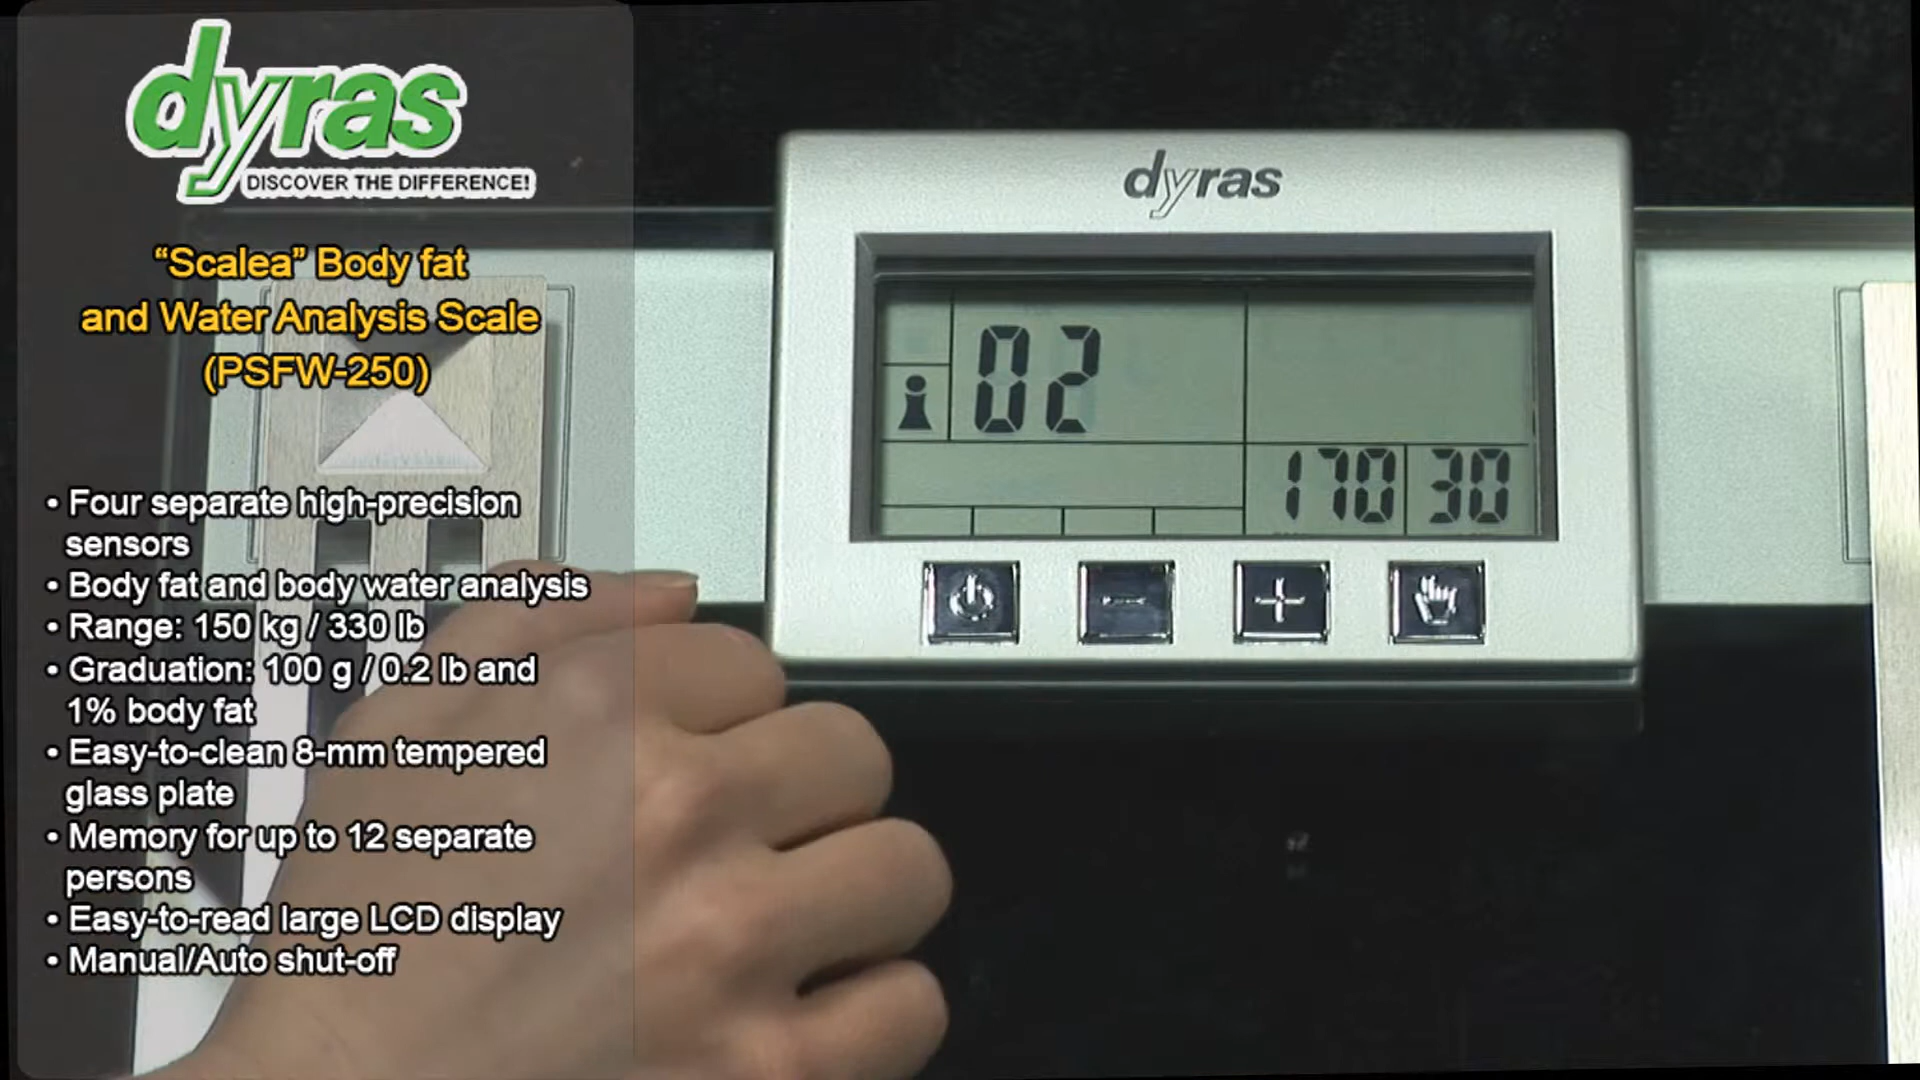 dyras
DISCOVER THE DIFFERENCE!
“Scalea” Body fat
and Water Analysis Scale
(PSFW-250)
• Four separate high-precision
sensors
• Body fat and body water analysis
• Range: 150 kg / 330 lb
• Graduation: 100 g / 0.2 lb and
1% body fat
• Easy-to-clean 8-mm tempered
glass plate
• Memory for up to 12 separate
persons
• Easy-to-read large LCD display
• Manual/Auto shut-off
dyras
02
170 30